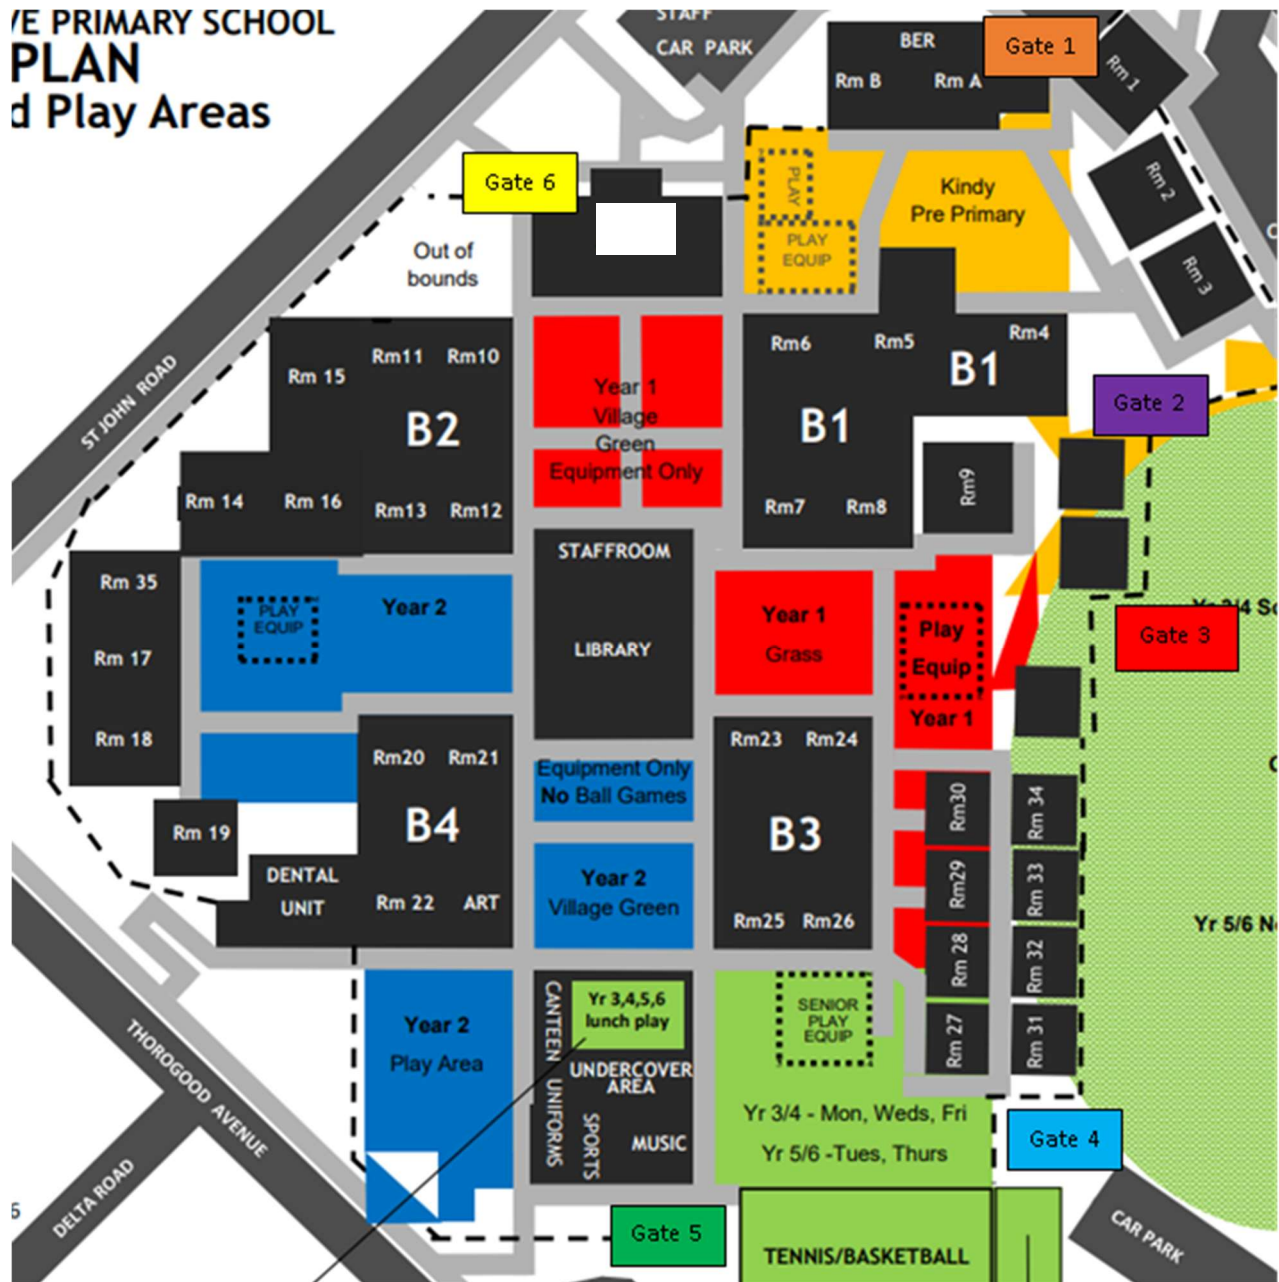 VE PRIMARY SCHOOL
PLAN
d Play Areas
STAFF
CAR PARK
BER
Rm B
Rm A
Gate 1
Rm 1
Rm 2
Rm 3
Gate 6
PLAY
PLAY
EQUIP
Kindy
Pre Primary
Out of
bounds
ST JOHN ROAD
Rm 15
Rm11
Rm10
B2
Rm 14
Rm 16
Rm13
Rm12
Year 1
Village
Green
Equipment Only
Rm6
Rm5
Rm4
B1
B1
Rm7
Rm8
Rm9
Gate 2
Rm 35
Rm 17
Rm 18
PLAY
EQUIP
Year 2
STAFFROOM
LIBRARY
Year 1
Grass
Play
Equip
Year 1
Gate 3
Rm20
Rm21
B4
Rm 22
ART
Rm 19
DENTAL
UNIT
Equipment Only
No Ball Games
Year 2
Village Green
Rm23
Rm24
B3
Rm25
Rm26
Rm30
Rm29
Rm 28
Rm 27
Rm 34
Rm 33
Rm 32
Rm 31
Yr 5/6
Year 2
Play Area
CANTEEN
UNIFORMS
Yr 3,4,5,6
lunch play
UNDERCOVER
AREA
SPORTS
MUSIC
SENIOR
PLAY
EQUIP
Yr 3/4 - Mon, Weds, Fri
Yr 5/6 -Tues, Thurs
Gate 4
Gate 5
TENNIS/BASKETBALL
CAR PARK
THOROGOOD AVENUE
DELTA ROAD
6